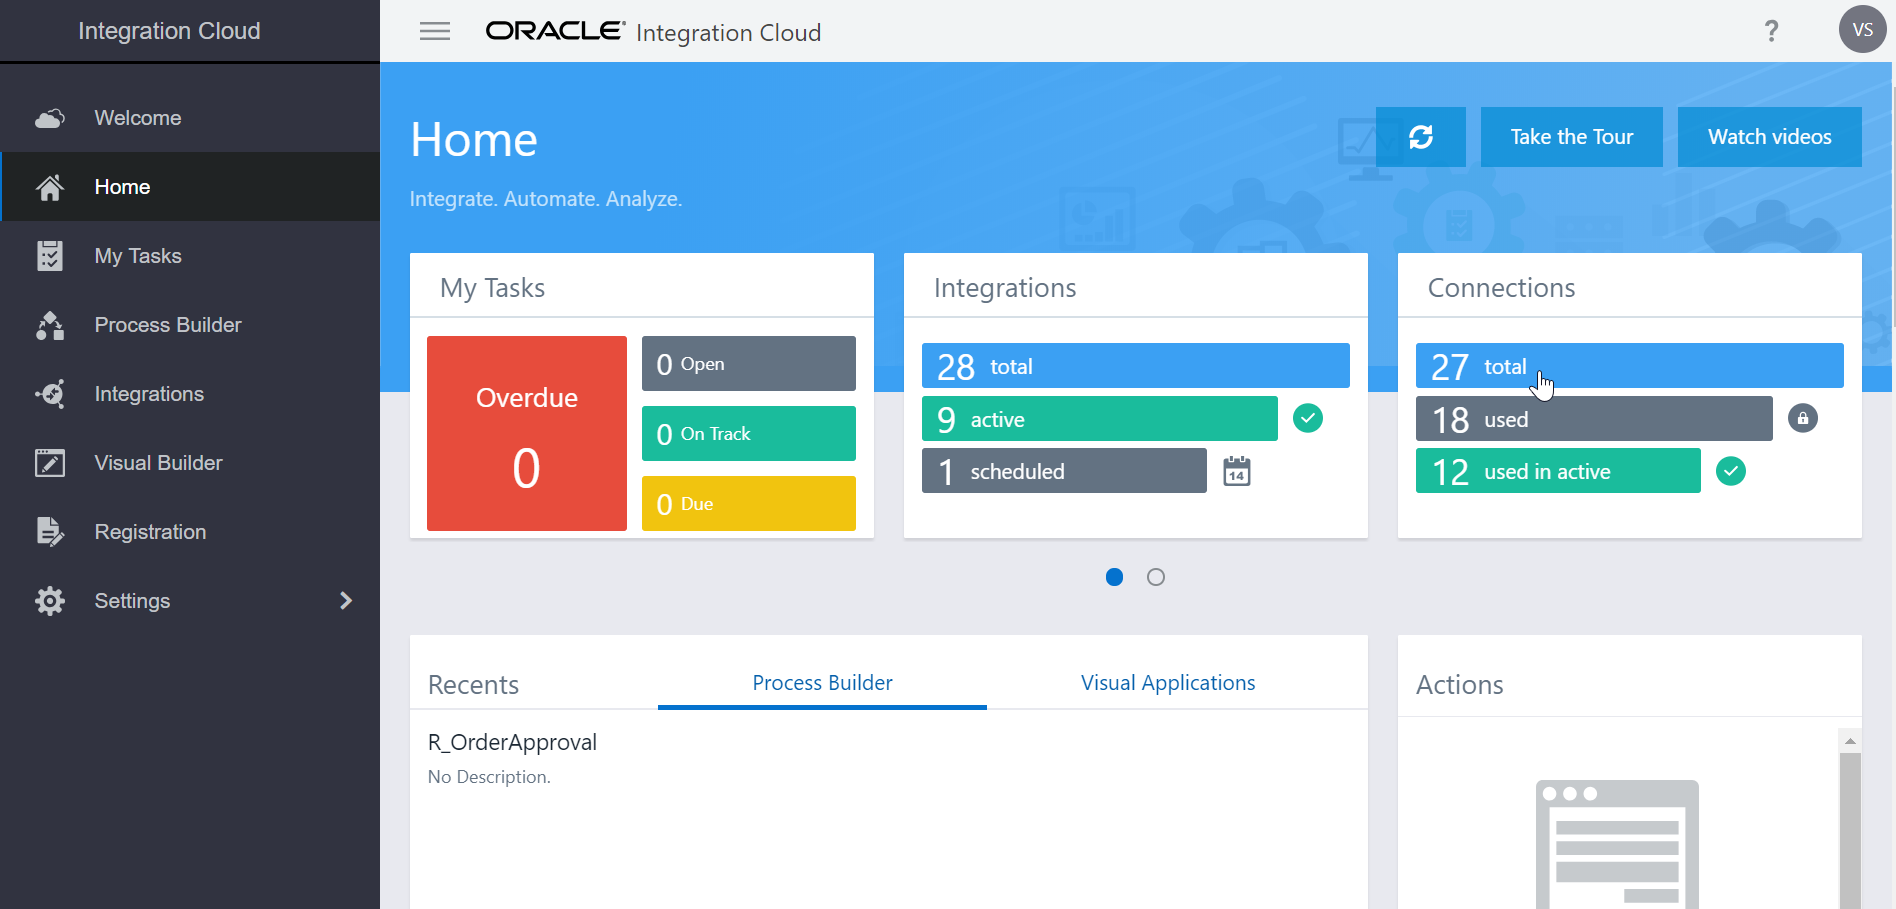 Integration Cloud
Welcome
Home
My Tasks
Process Builder
Integrations
Visual Builder
Registration
Settings
ORACLE® Integration Cloud
?
VS
Home
Integrate. Automate. Analyze.
Take the Tour
Watch videos
My Tasks
Overdue
0
0 Open
0 On Track
0 Due
Integrations
28 total
9 active
1 scheduled
14
Connections
27 total
18 used
12 used in active
Recents
Process Builder
Visual Applications
R_OrderApproval
No Description.
Actions